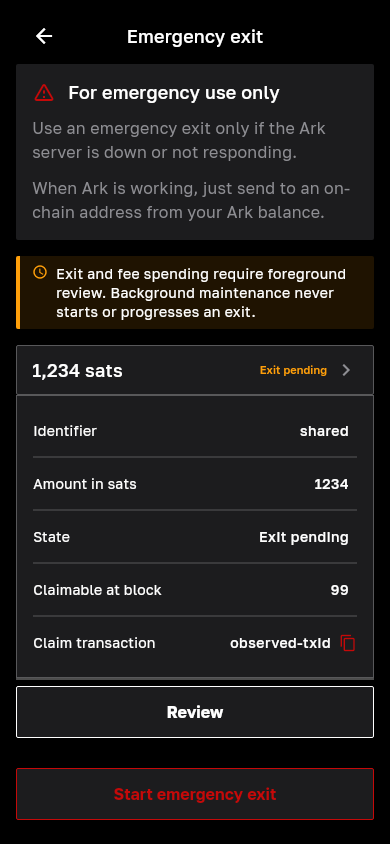 Emergency exit
For emergency use only
Use an emergency exit only if the Ark
server is down or not responding.
When Ark is working, just send to an on-
chain address from your Ark balance.
Exit and fee spending require foreground
review. Background maintenance never
starts or progresses an exit.
1,234 sats Exit pending
Identifier shared
Amount in sats 1234
State Exit pending
Claimable at block 99
Claim transaction observed-txid
Review
Start emergency exit